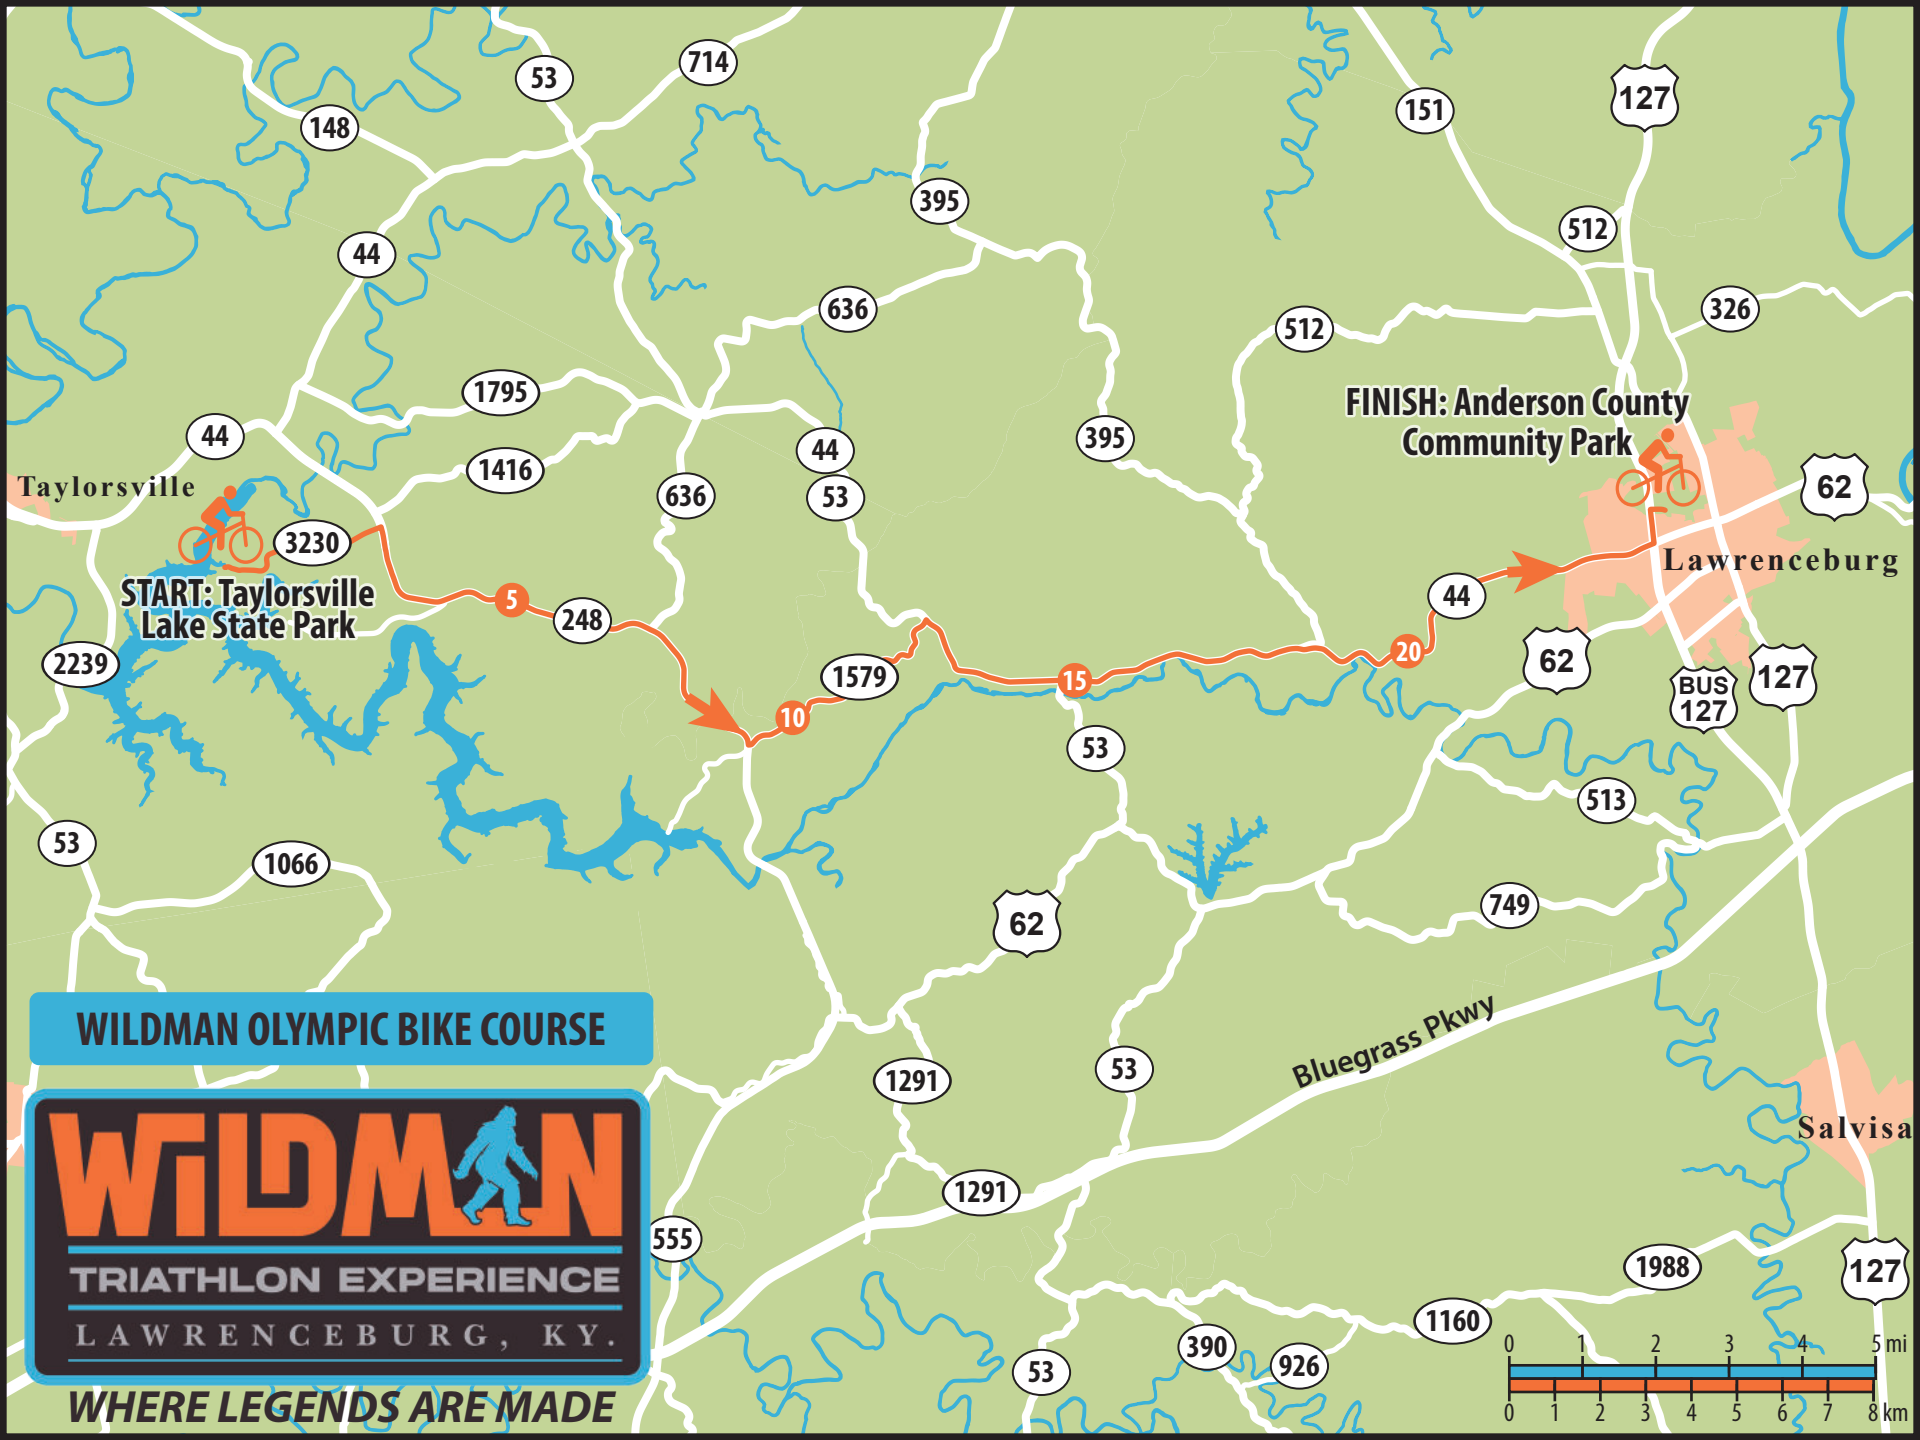 53
714
127
148
151
395
512
44
636
326
512
1795
FINISH: Anderson County
Community Park
44
44
395
1416
62
Taylorsville
636
53
3230
Lawrenceburg
START: Taylorsville
Lake State Park
5
248
44
2239
1579
20
62
127
15
BUS
127
10
53
513
53
1066
749
62
WILDMAN OLYMPIC BIKE COURSE
Bluegrass Pkwy
1291
53
WILDMAN
TRIATHLON EXPERIENCE
LAWRENCEBURG, KY.
WHERE LEGENDS ARE MADE
Salvisa
1291
555
1988
127
1160
390
926
53
0 1 2 3 4 5 mi
0 1 2 3 4 5 6 7 8 km